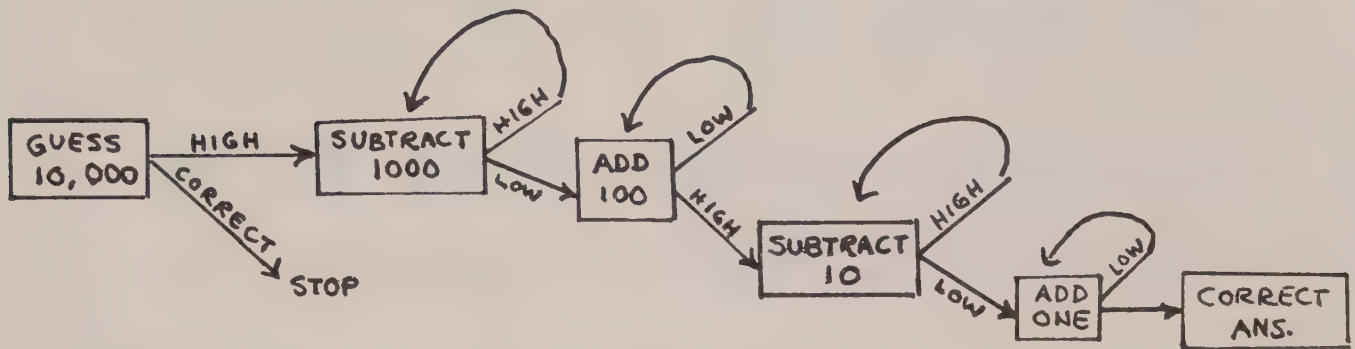 GUESS
10,000
HIGH
CORRECT
STOP
SUBTRACT
1000
HIGH
LOW
ADD
100
LOW
HIGH
SUBTRACT
10
HIGH
LOW
ADD
ONE
LOW
CORRECT
ANS.